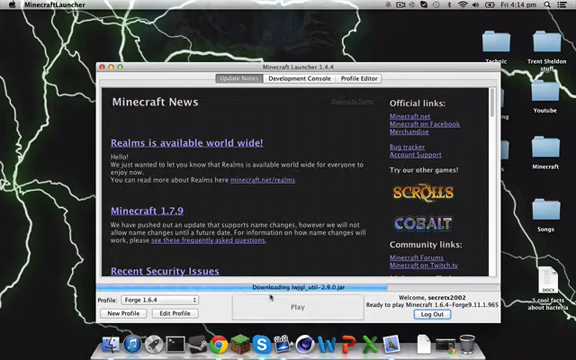 MinecraftLauncher
Fri 4:14 pm
Minecraft Launcher 1.4.4
Update Notes
Development Console
Profile Editor
Minecraft News
Powered by Tumblr
Realms is available world wide!
Hello!
We just wanted to let you know that Realms is available world wide for everyone to
enjoy now.
You can read more about Realms here minecraft.net/realms
Minecraft 1.7.9
We have pushed out an update that supports name changes, however we will not
allow name changes until a future date. For information on how name changes will
work, please see these frequently asked questions.
Recent Security Issues
Official links:
Minecraft.net
Minecraft on Facebook
Merchandise
Bug tracker
Account Support
Try our other games!
SCROLLS
COBALT
Community links:
Minecraft Forums
Minecraft on Twitch.tv
Downloading lwjgl_util-2.9.0.jar
Profile:
Forge 1.6.4
New Profile
Edit Profile
Play
Welcome, secretx2002
Ready to play Minecraft 1.6.4-Forge9.11.1.965
Log Out
Technic
Trent Sheldon
stuff
Youtube
Minecraft
Songs
DOCX
5 cool facts
about bacteria